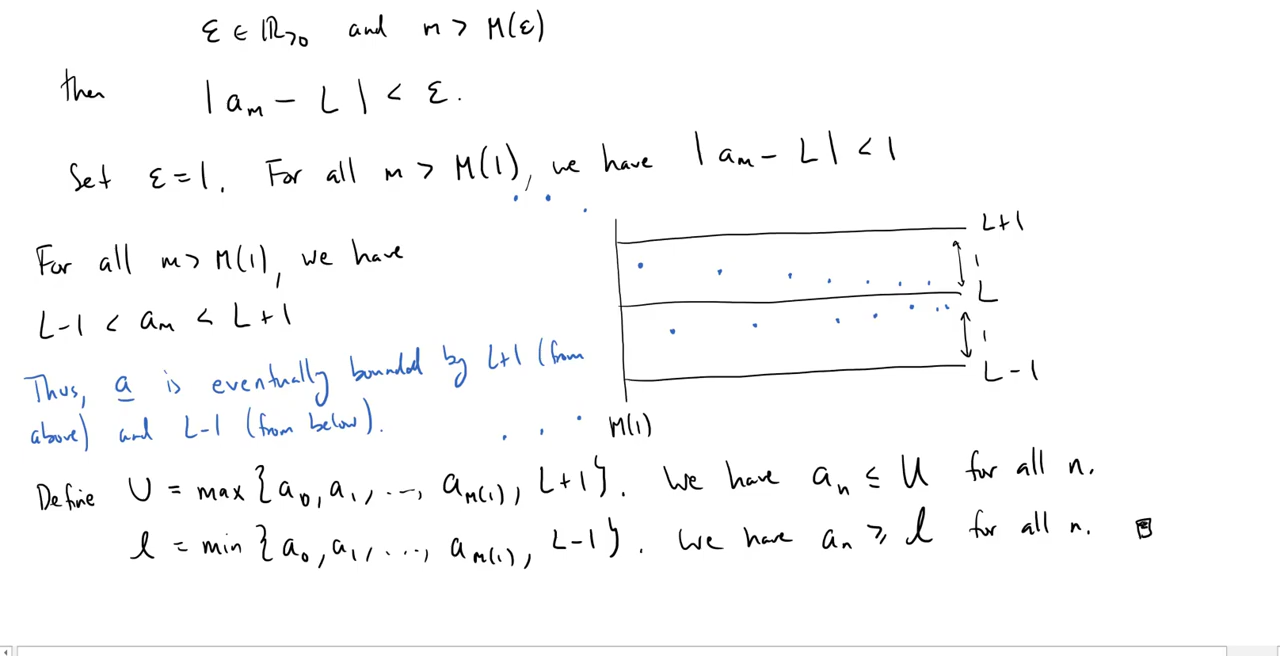 ε ∈ ℝ>0 and m > M(ε)
then |a_m − L| < ε.
Set ε = 1. For all m > M(1), we have |a_m − L| < 1
For all m > M(1), we have
L−1 < a_m < L+1
Thus, a is eventually bounded by L+1 (from
above) and L−1 (from below).
L+1
1
L
1
L−1
M(1)
Define U = max{a_0, a_1, ..., a_M(1), L+1}. We have a_n ≤ U for all n.
l = min{a_0, a_1, ..., a_M(1), L−1}. We have a_n ≥ l for all n.